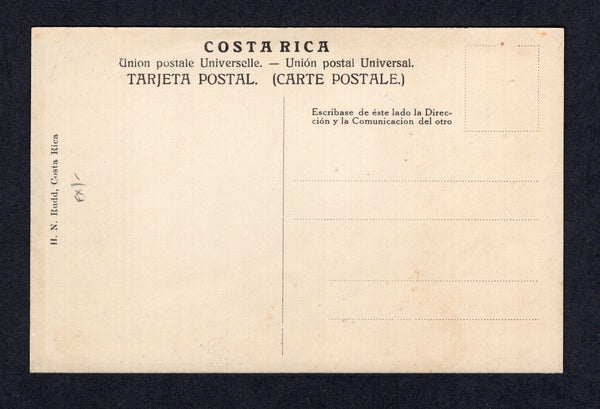 COSTA RICA
Union postale Universelle. — Unión postal Universal.
TARJETA POSTAL. (CARTE POSTALE.)
Escribase de éste lado la Direc-
ción y la Comunicacion del otro
H. N. Rudd, Costa Rica